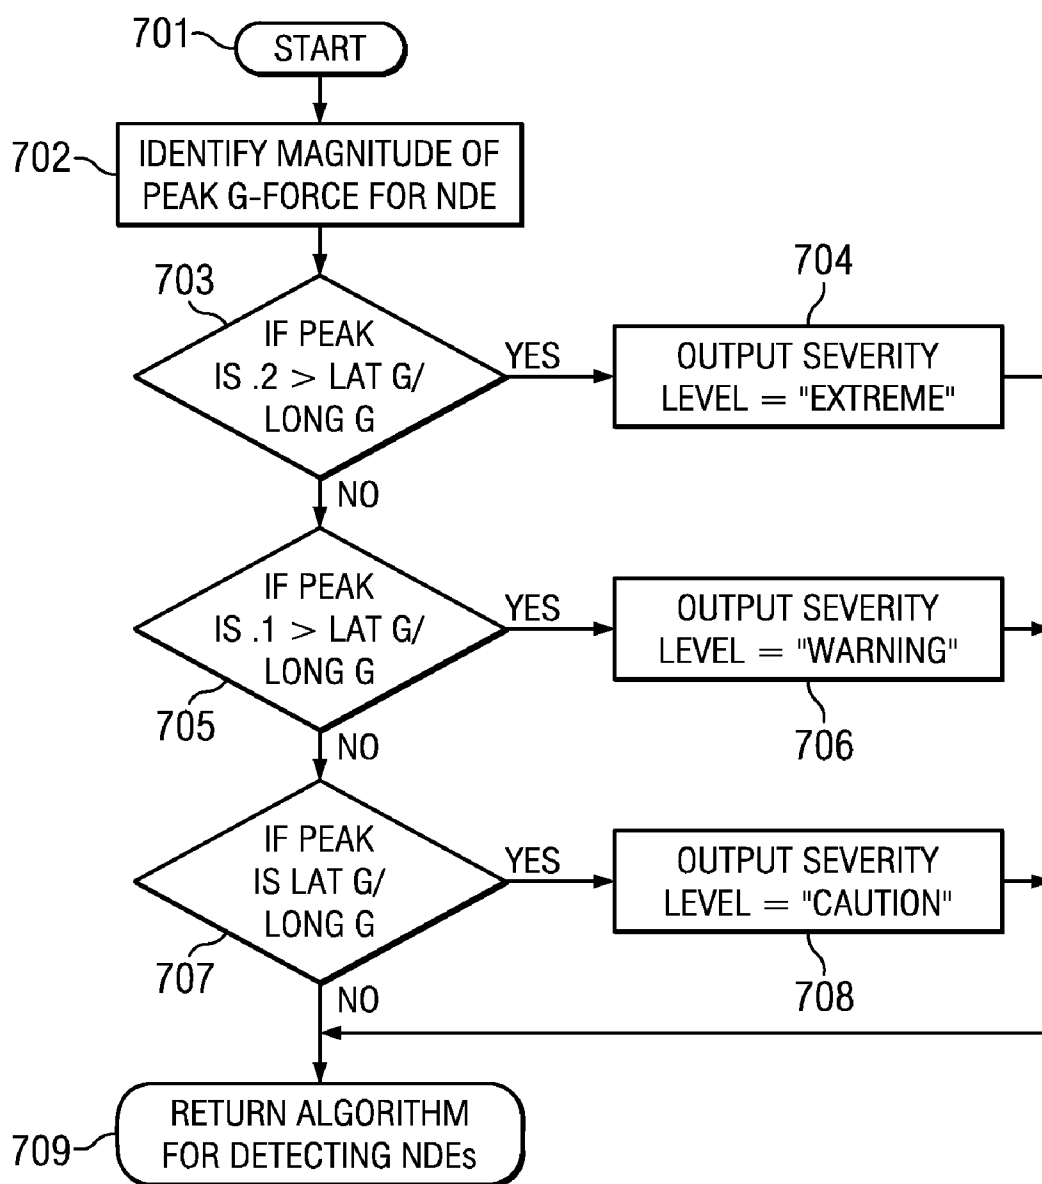 701
START
702
IDENTIFY MAGNITUDE OF
PEAK G-FORCE FOR NDE
703
IF PEAK
IS .2 > LAT G/
LONG G
YES
704
OUTPUT SEVERITY
LEVEL = "EXTREME"
NO
IF PEAK
IS .1 > LAT G/
LONG G
705
YES
OUTPUT SEVERITY
LEVEL = "WARNING"
706
NO
IF PEAK
IS LAT G/
LONG G
707
YES
OUTPUT SEVERITY
LEVEL = "CAUTION"
708
NO
RETURN ALGORITHM
FOR DETECTING NDEs
709